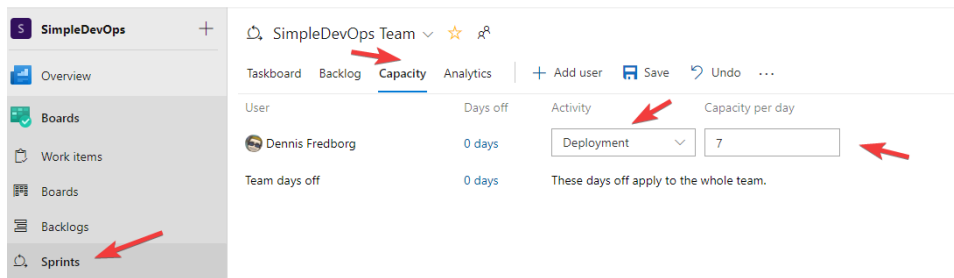 S SimpleDevOps
Overview
Boards
Work items
Boards
Backlogs
Sprints
SimpleDevOps Team
Taskboard Backlog Capacity Analytics + Add user Save Undo ...
User Days off Activity Capacity per day
Dennis Fredborg 0 days Deployment 7
Team days off 0 days These days off apply to the whole team.